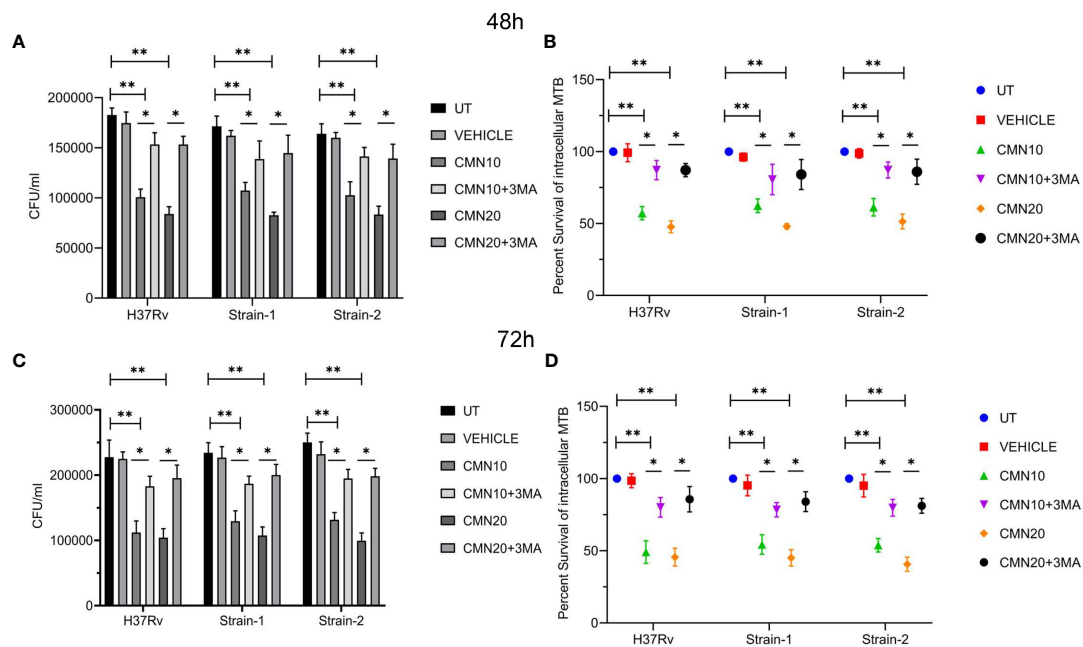 48h
A
**
**
**
**
**
**
*
*
*
*
*
*
200000
150000
100000
50000
0
CFU/ml
H37Rv
Strain-1
Strain-2
UT
VEHICLE
CMN10
CMN10+3MA
CMN20
CMN20+3MA
B
**
**
**
**
**
**
*
*
*
*
*
*
150
100
50
0
Percent Survival of intracellular MTB
H37Rv
Strain-1
Strain-2
UT
VEHICLE
CMN10
CMN10+3MA
CMN20
CMN20+3MA
72h
C
**
**
**
**
**
**
*
*
*
*
*
*
300000
200000
100000
0
CFU/ml
H37Rv
Strain-1
Strain-2
UT
VEHICLE
CMN10
CMN10+3MA
CMN20
CMN20+3MA
D
**
**
**
**
**
**
*
*
*
*
*
*
150
100
50
0
Percent Survival of intracellular MTB
H37Rv
Strain-1
Strain-2
UT
VEHICLE
CMN10
CMN10+3MA
CMN20
CMN20+3MA